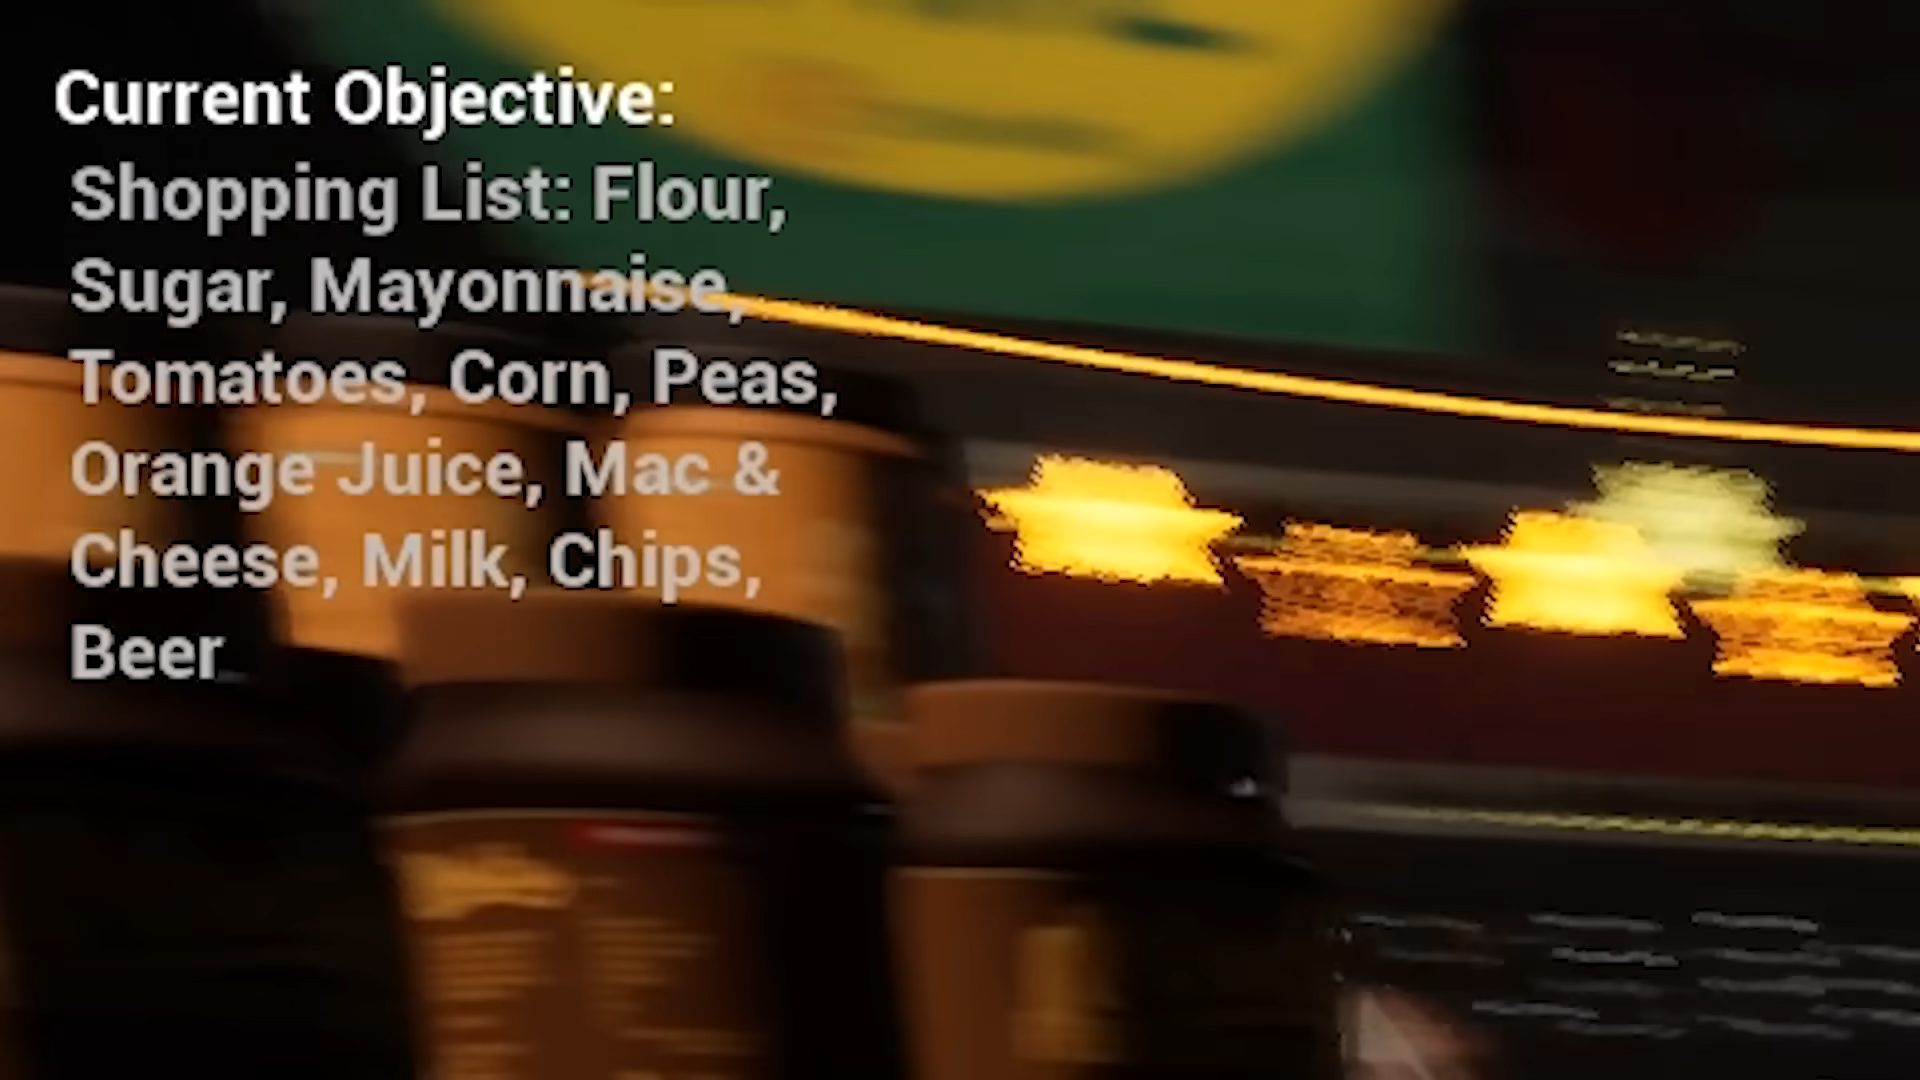 Current Objective:
Shopping List: Flour,
Sugar, Mayonnaise,
Tomatoes, Corn, Peas,
Orange Juice, Mac &
Cheese, Milk, Chips,
Beer